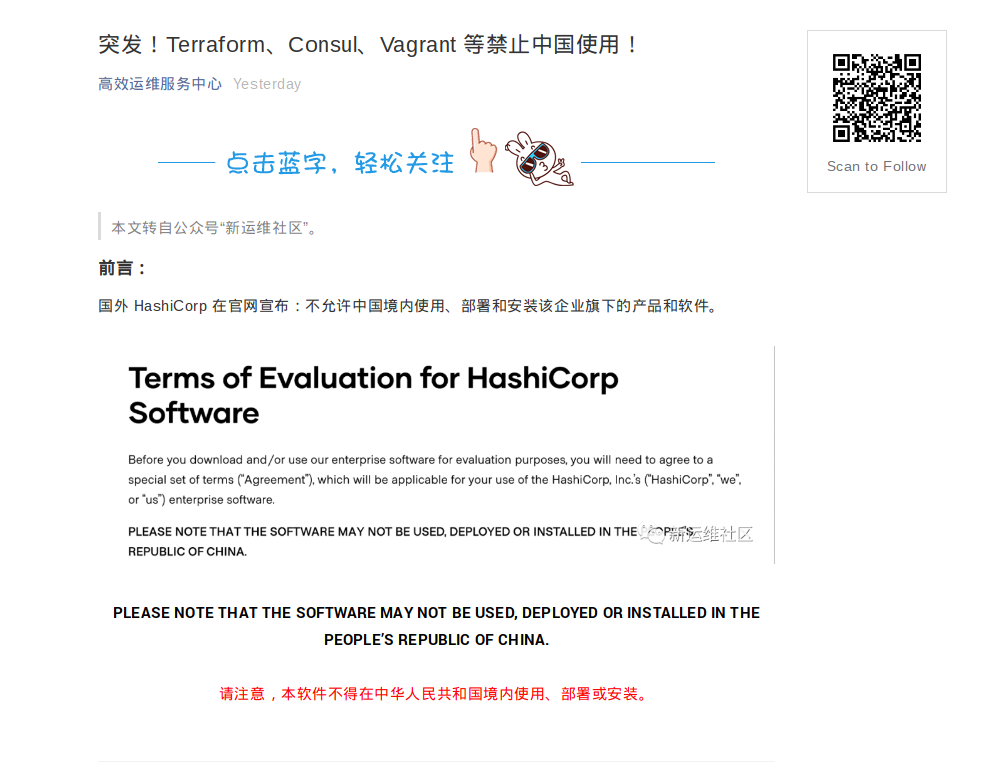 突发！Terraform、Consul、Vagrant 等禁止中国使用！
高效运维服务中心 Yesterday
Scan to Follow
点击蓝字，轻松关注
本文转自公众号“新运维社区”。
前言：
国外 HashiCorp 在官网宣布：不允许中国境内使用、部署和安装该企业旗下的产品和软件。
Terms of Evaluation for HashiCorp
Software
Before you download and/or use our enterprise software for evaluation purposes, you will need to agree to a
special set of terms (“Agreement”), which will be applicable for your use of the HashiCorp, Inc.’s (“HashiCorp”, “we”,
or “us”) enterprise software.
PLEASE NOTE THAT THE SOFTWARE MAY NOT BE USED, DEPLOYED OR INSTALLED IN THE PEOPLE’S
REPUBLIC OF CHINA.
新运维社区
PLEASE NOTE THAT THE SOFTWARE MAY NOT BE USED, DEPLOYED OR INSTALLED IN THE
PEOPLE’S REPUBLIC OF CHINA.
请注意，本软件不得在中华人民共和国境内使用、部署或安装。